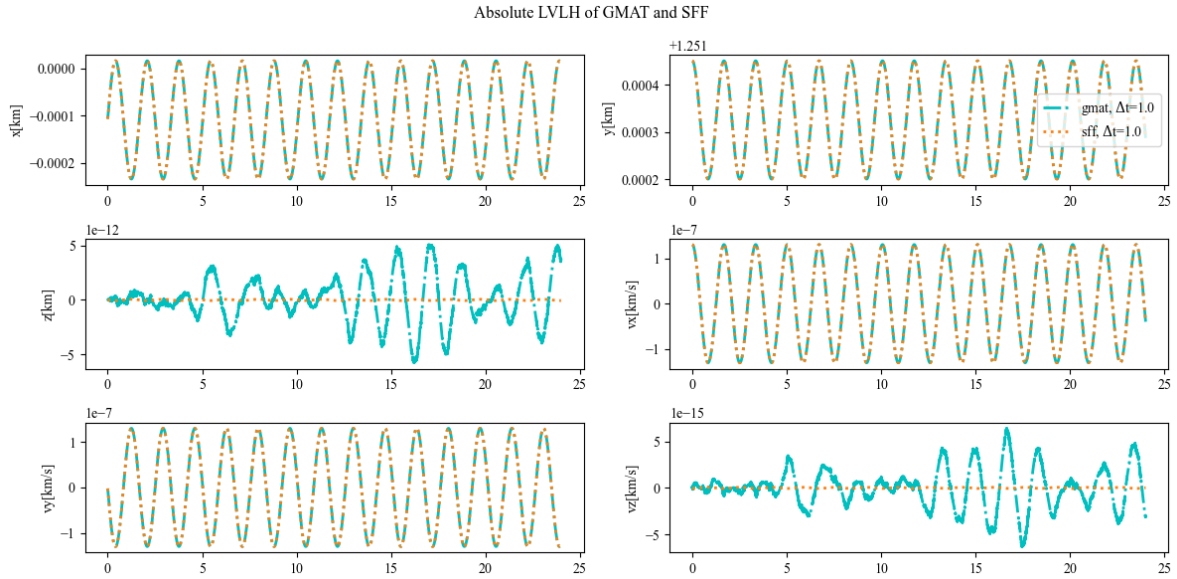 Absolute LVLH of GMAT and SFF
x[km]
0.0000
−0.0001
−0.0002
0 5 10 15 20 25
+1.251
y[km]
0.0004
0.0003
0.0002
gmat, Δt=1.0
sff, Δt=1.0
0 5 10 15 20 25
1e−12
z[km]
5
0
−5
0 5 10 15 20 25
1e−7
vx[km/s]
1
0
−1
0 5 10 15 20 25
1e−7
vy[km/s]
1
0
−1
0 5 10 15 20 25
1e−15
vz[km/s]
5
0
−5
0 5 10 15 20 25